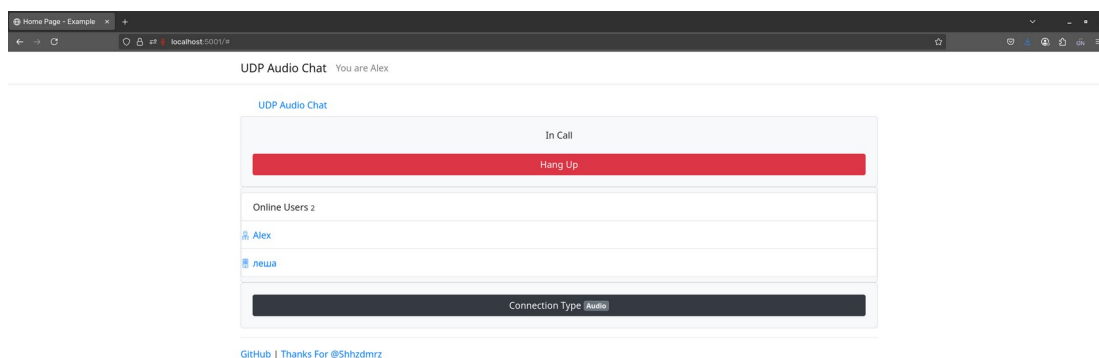 Home Page - Example
localhost:5001/#
UDP Audio Chat You are Alex
UDP Audio Chat
In Call
Hang Up
Online Users 2
Alex
леша
Connection Type Audio
GitHub | Thanks For @Shhzdmrz